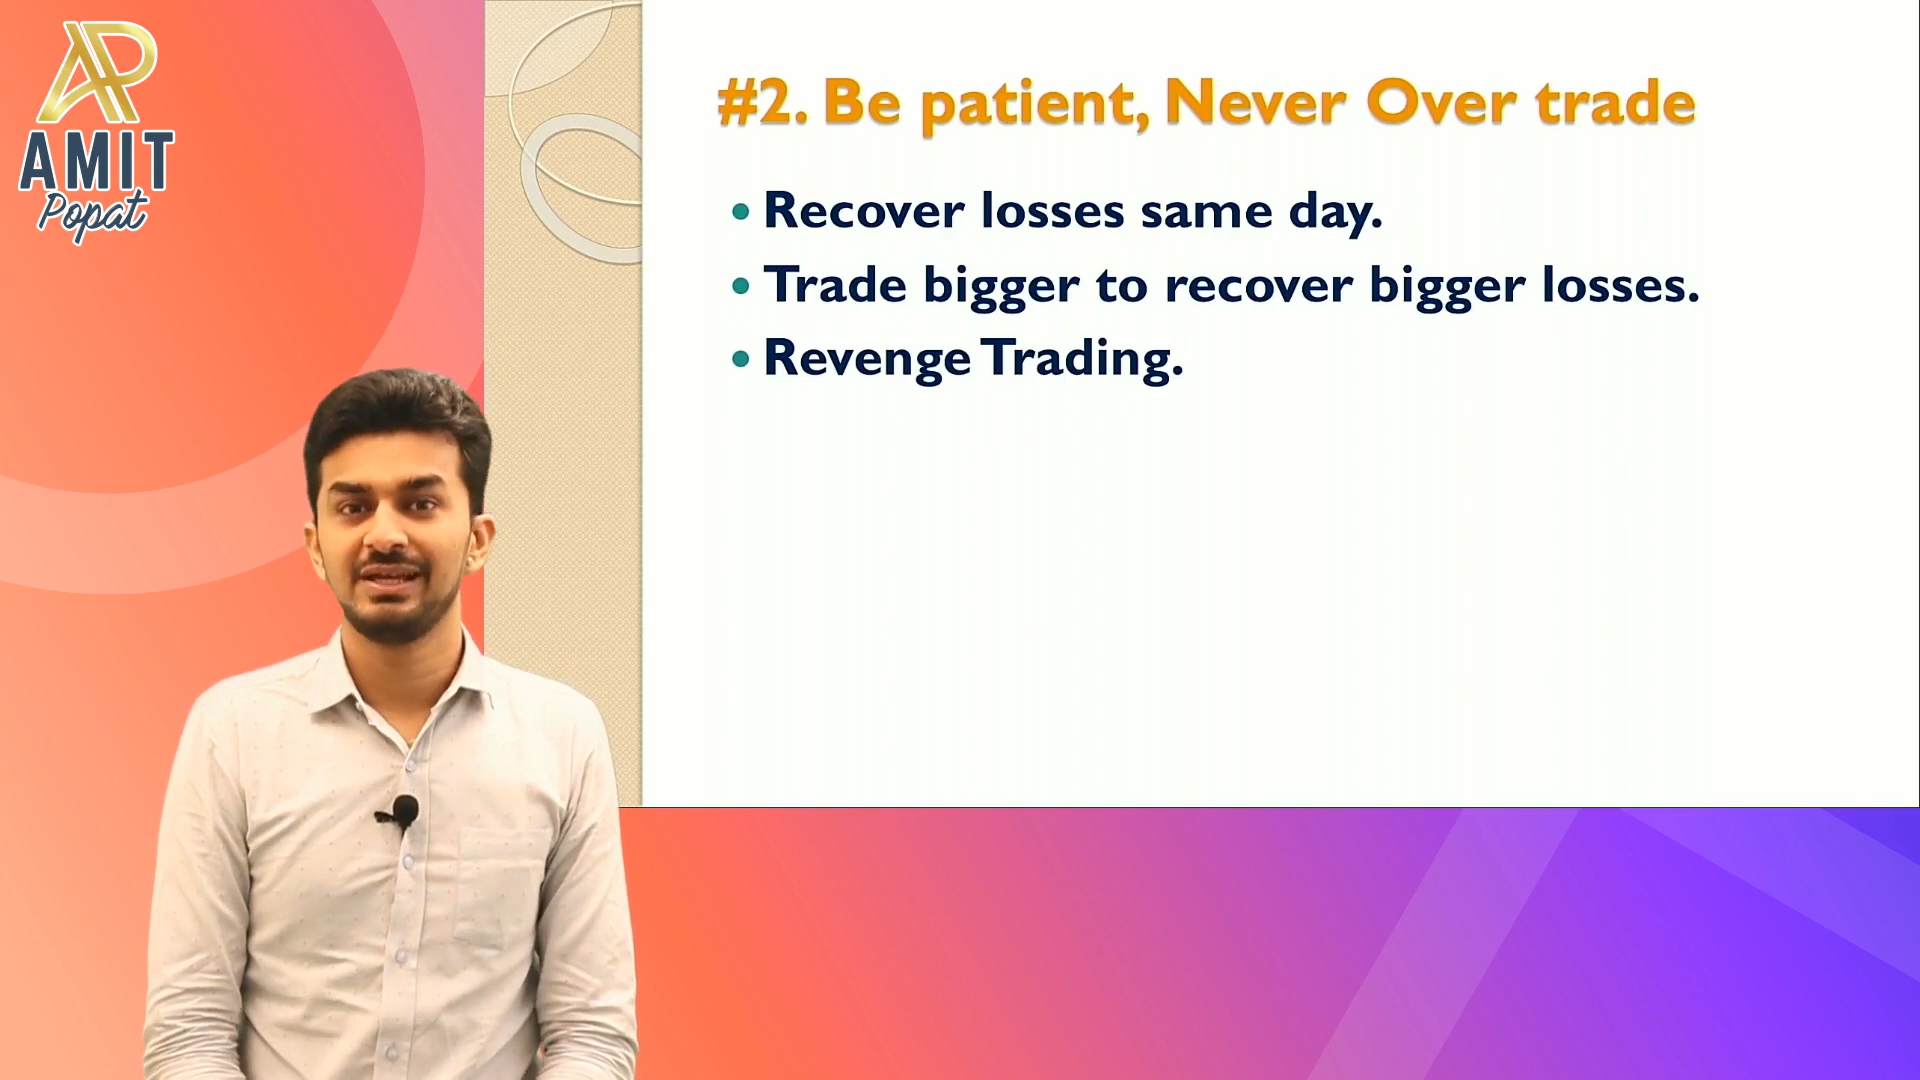 AP
AMIT
Popat
#2. Be patient, Never Over trade
• Recover losses same day.
• Trade bigger to recover bigger losses.
• Revenge Trading.